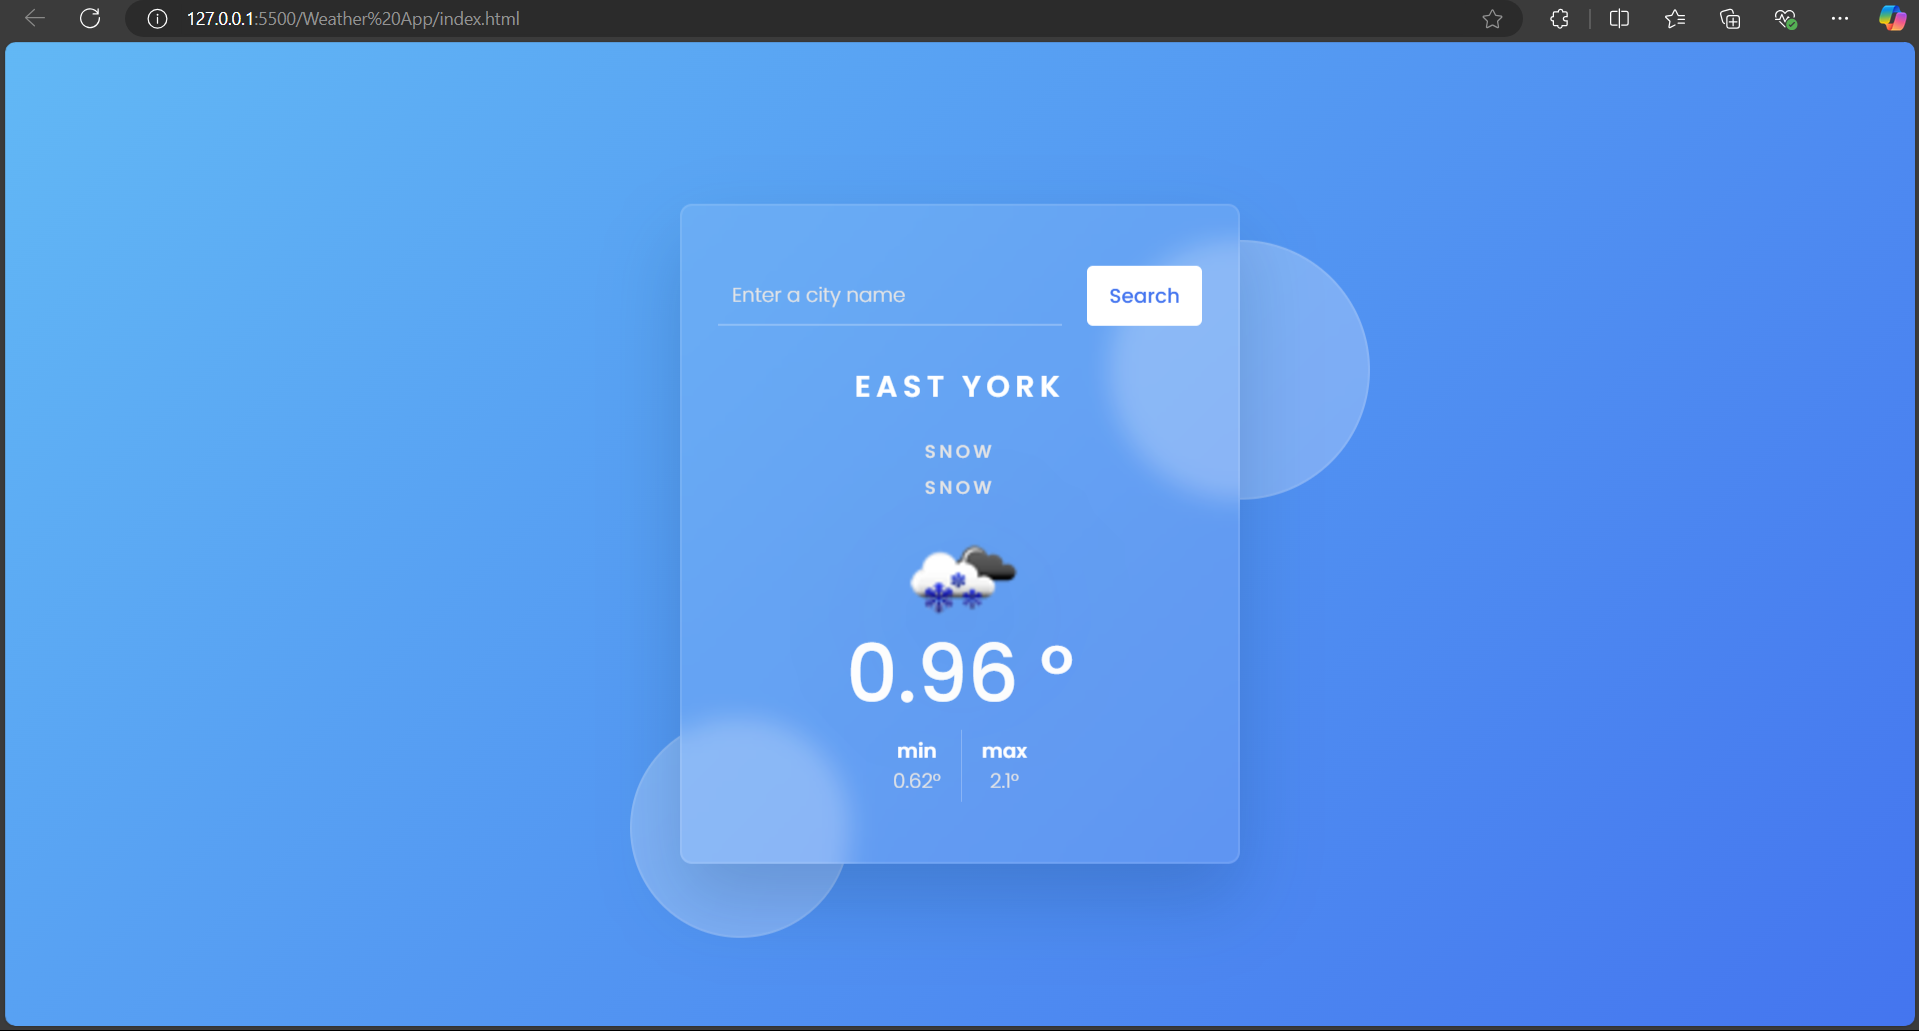 127.0.0.1:5500/Weather%20App/index.html
Enter a city name
Search
EAST YORK
SNOW
SNOW
0.96 °
min max
0.62° 2.1°